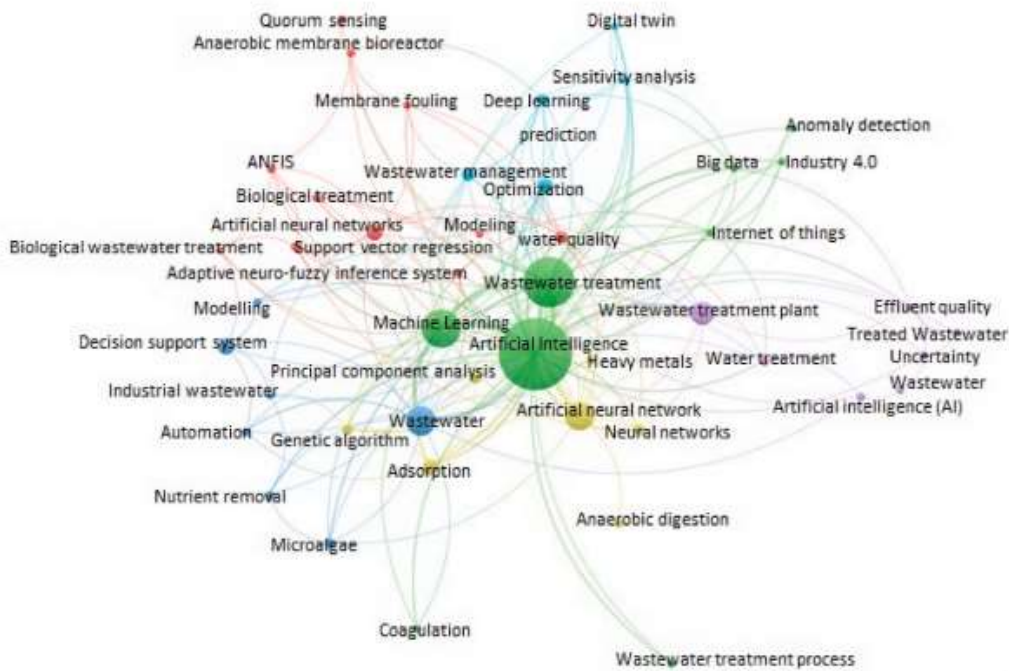 Quorum sensing
Digital twin
Anaerobic membrane bioreactor
Sensitivity analysis
Membrane fouling
Deep learning
Anomaly detection
prediction
ANFIS
Big data
Industry 4.0
Wastewater management
Optimization
Biological treatment
Artificial neural networks
Modeling
Internet of things
Biological wastewater treatment
Support vector regression
water quality
Adaptive neuro-fuzzy inference system
Wastewater treatment
Modelling
Wastewater treatment plant
Effluent quality
Machine Learning
Treated Wastewater
Decision support system
Artificial Intelligence
Heavy metals
Water treatment
Uncertainty
Principal component analysis
Industrial wastewater
Wastewater
Artificial intelligence (AI)
Artificial neural network
Wastewater
Automation
Genetic algorithm
Neural networks
Adsorption
Nutrient removal
Anaerobic digestion
Microalgae
Coagulation
Wastewater treatment process